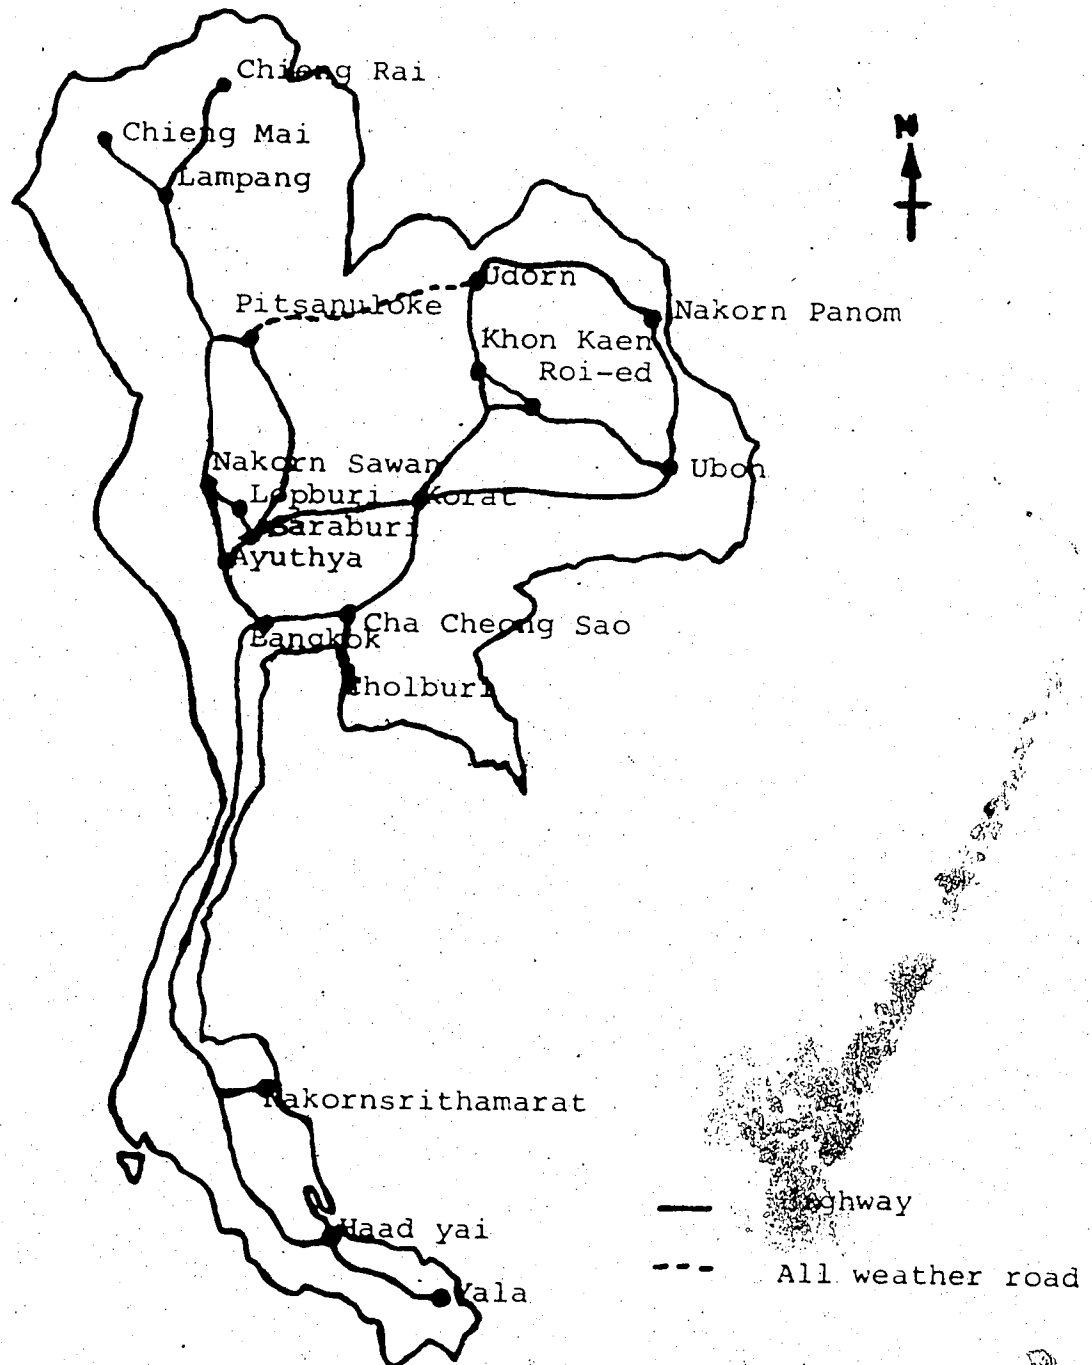 Chieng Rai
N
Chieng Mai
Lampang
Udorn
Pitsanuloke
Nakorn Panom
Khon Kaen
Roi-ed
Nakorn Sawan
Ubon
Lopburi
Korat
Saraburi
Ayuthya
Cha Cheong Sao
Bangkok
Cholburi
Nakornsrithamarat
Highway
Haad yai
All weather road
Yala